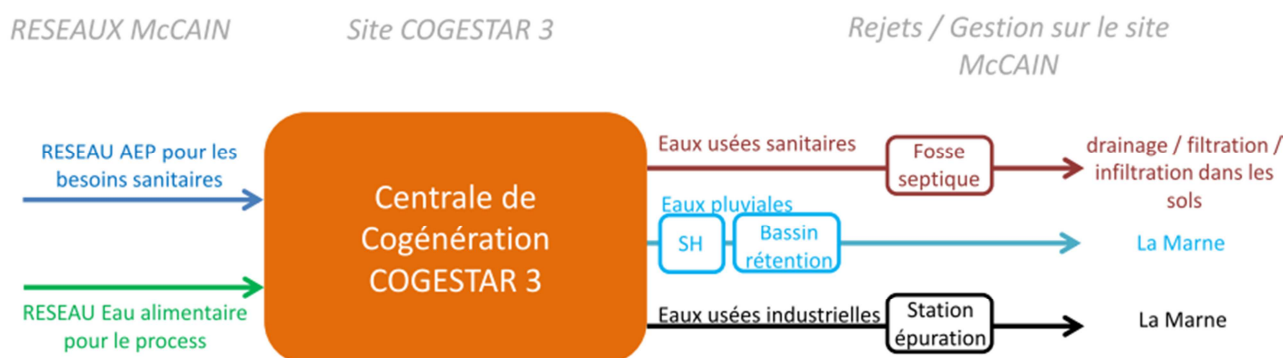 RESEAUX McCAIN
Site COGESTAR 3
Rejets / Gestion sur le site
McCAIN
RESEAU AEP pour les
besoins sanitaires
RESEAU Eau alimentaire
pour le process
Centrale de
Cogénération
COGESTAR 3
Eaux usées sanitaires
Fosse
septique
drainage / filtration /
infiltration dans les
sols
Eaux pluviales
SH
Bassin
rétention
La Marne
Eaux usées industrielles
Station
épuration
La Marne